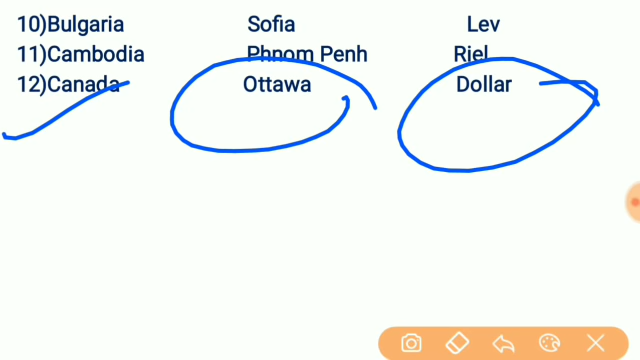 10)Bulgaria Sofia Lev
11)Cambodia Phnom Penh Riel
12)Canada Ottawa Dollar